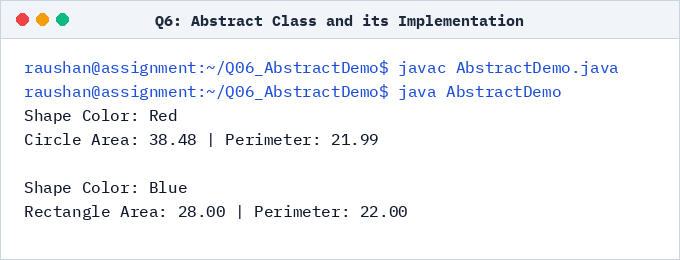 Q6: Abstract Class and its Implementation
raushan@assignment:~/Q06_AbstractDemo$ javac AbstractDemo.java
raushan@assignment:~/Q06_AbstractDemo$ java AbstractDemo
Shape Color: Red
Circle Area: 38.48 | Perimeter: 21.99
Shape Color: Blue
Rectangle Area: 28.00 | Perimeter: 22.00